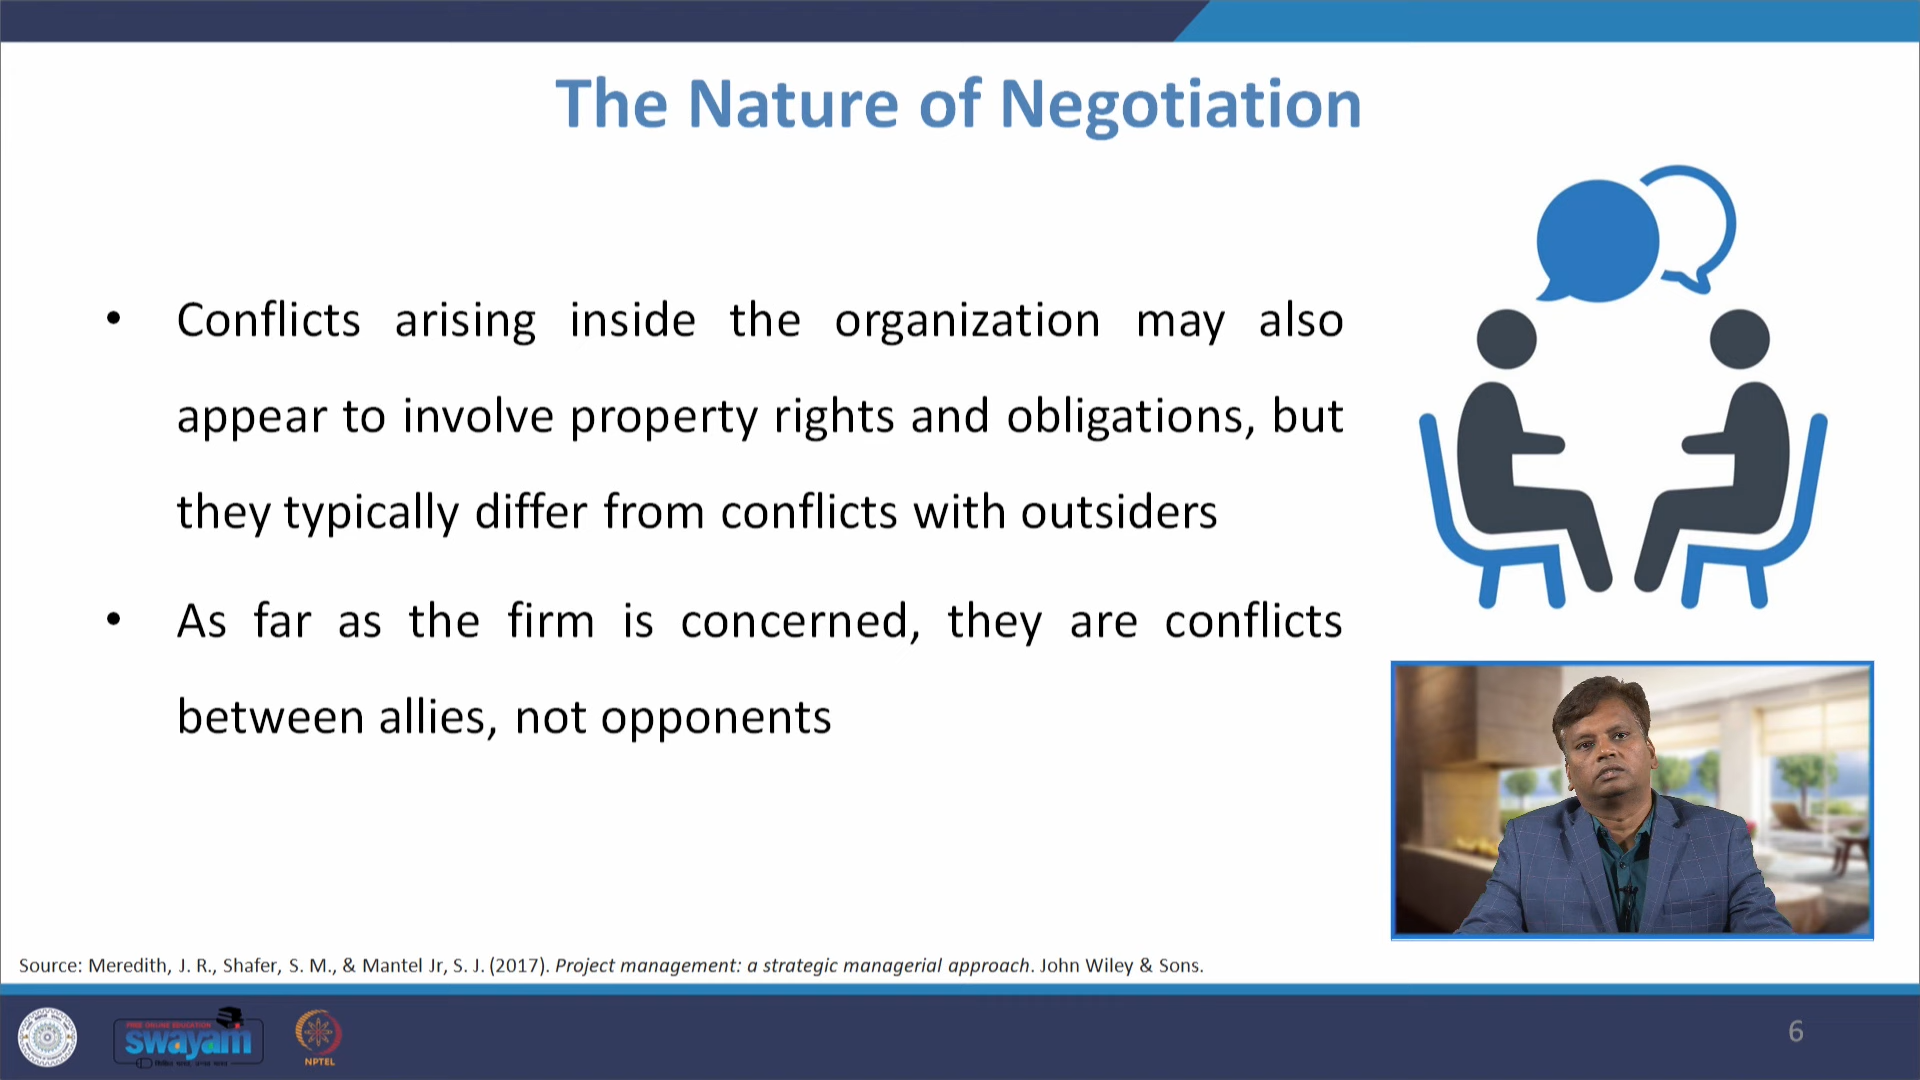 The Nature of Negotiation
• Conflicts arising inside the organization may also
appear to involve property rights and obligations, but
they typically differ from conflicts with outsiders
• As far as the firm is concerned, they are conflicts
between allies, not opponents
Source: Meredith, J. R., Shafer, S. M., & Mantel Jr, S. J. (2017). Project management: a strategic managerial approach. John Wiley & Sons.
FREE ONLINE EDUCATION
swayam
NPTEL
6